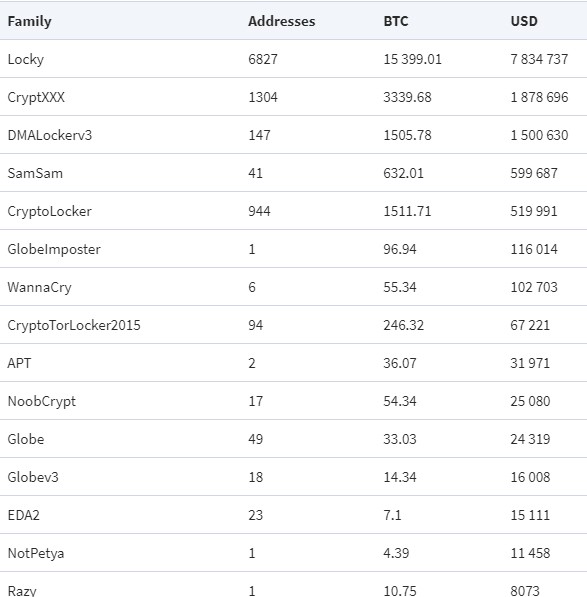 Family Addresses BTC USD
Locky 6827 15 399.01 7 834 737
CryptXXX 1304 3339.68 1 878 696
DMALockerv3 147 1505.78 1 500 630
SamSam 41 632.01 599 687
CryptoLocker 944 1511.71 519 991
GlobeImposter 1 96.94 116 014
WannaCry 6 55.34 102 703
CryptoTorLocker2015 94 246.32 67 221
APT 2 36.07 31 971
NoobCrypt 17 54.34 25 080
Globe 49 33.03 24 319
Globev3 18 14.34 16 008
EDA2 23 7.1 15 111
NotPetya 1 4.39 11 458
Razy 1 10.75 8073